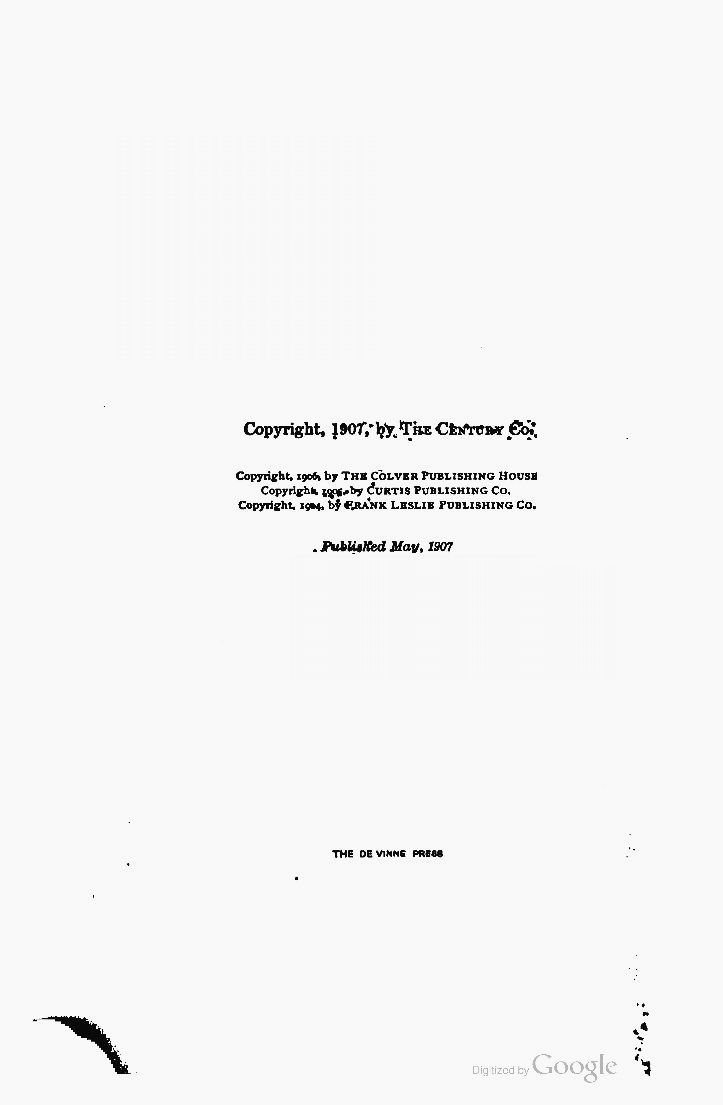 Copyright, 1907, by The Century Co.
Copyright, 1906, by The Colver Publishing House
Copyright, by Curtis Publishing Co.
Copyright, 1904, by Frank Leslie Publishing Co.
Published May, 1907
THE DE VINNE PRESS
Digitized by Google